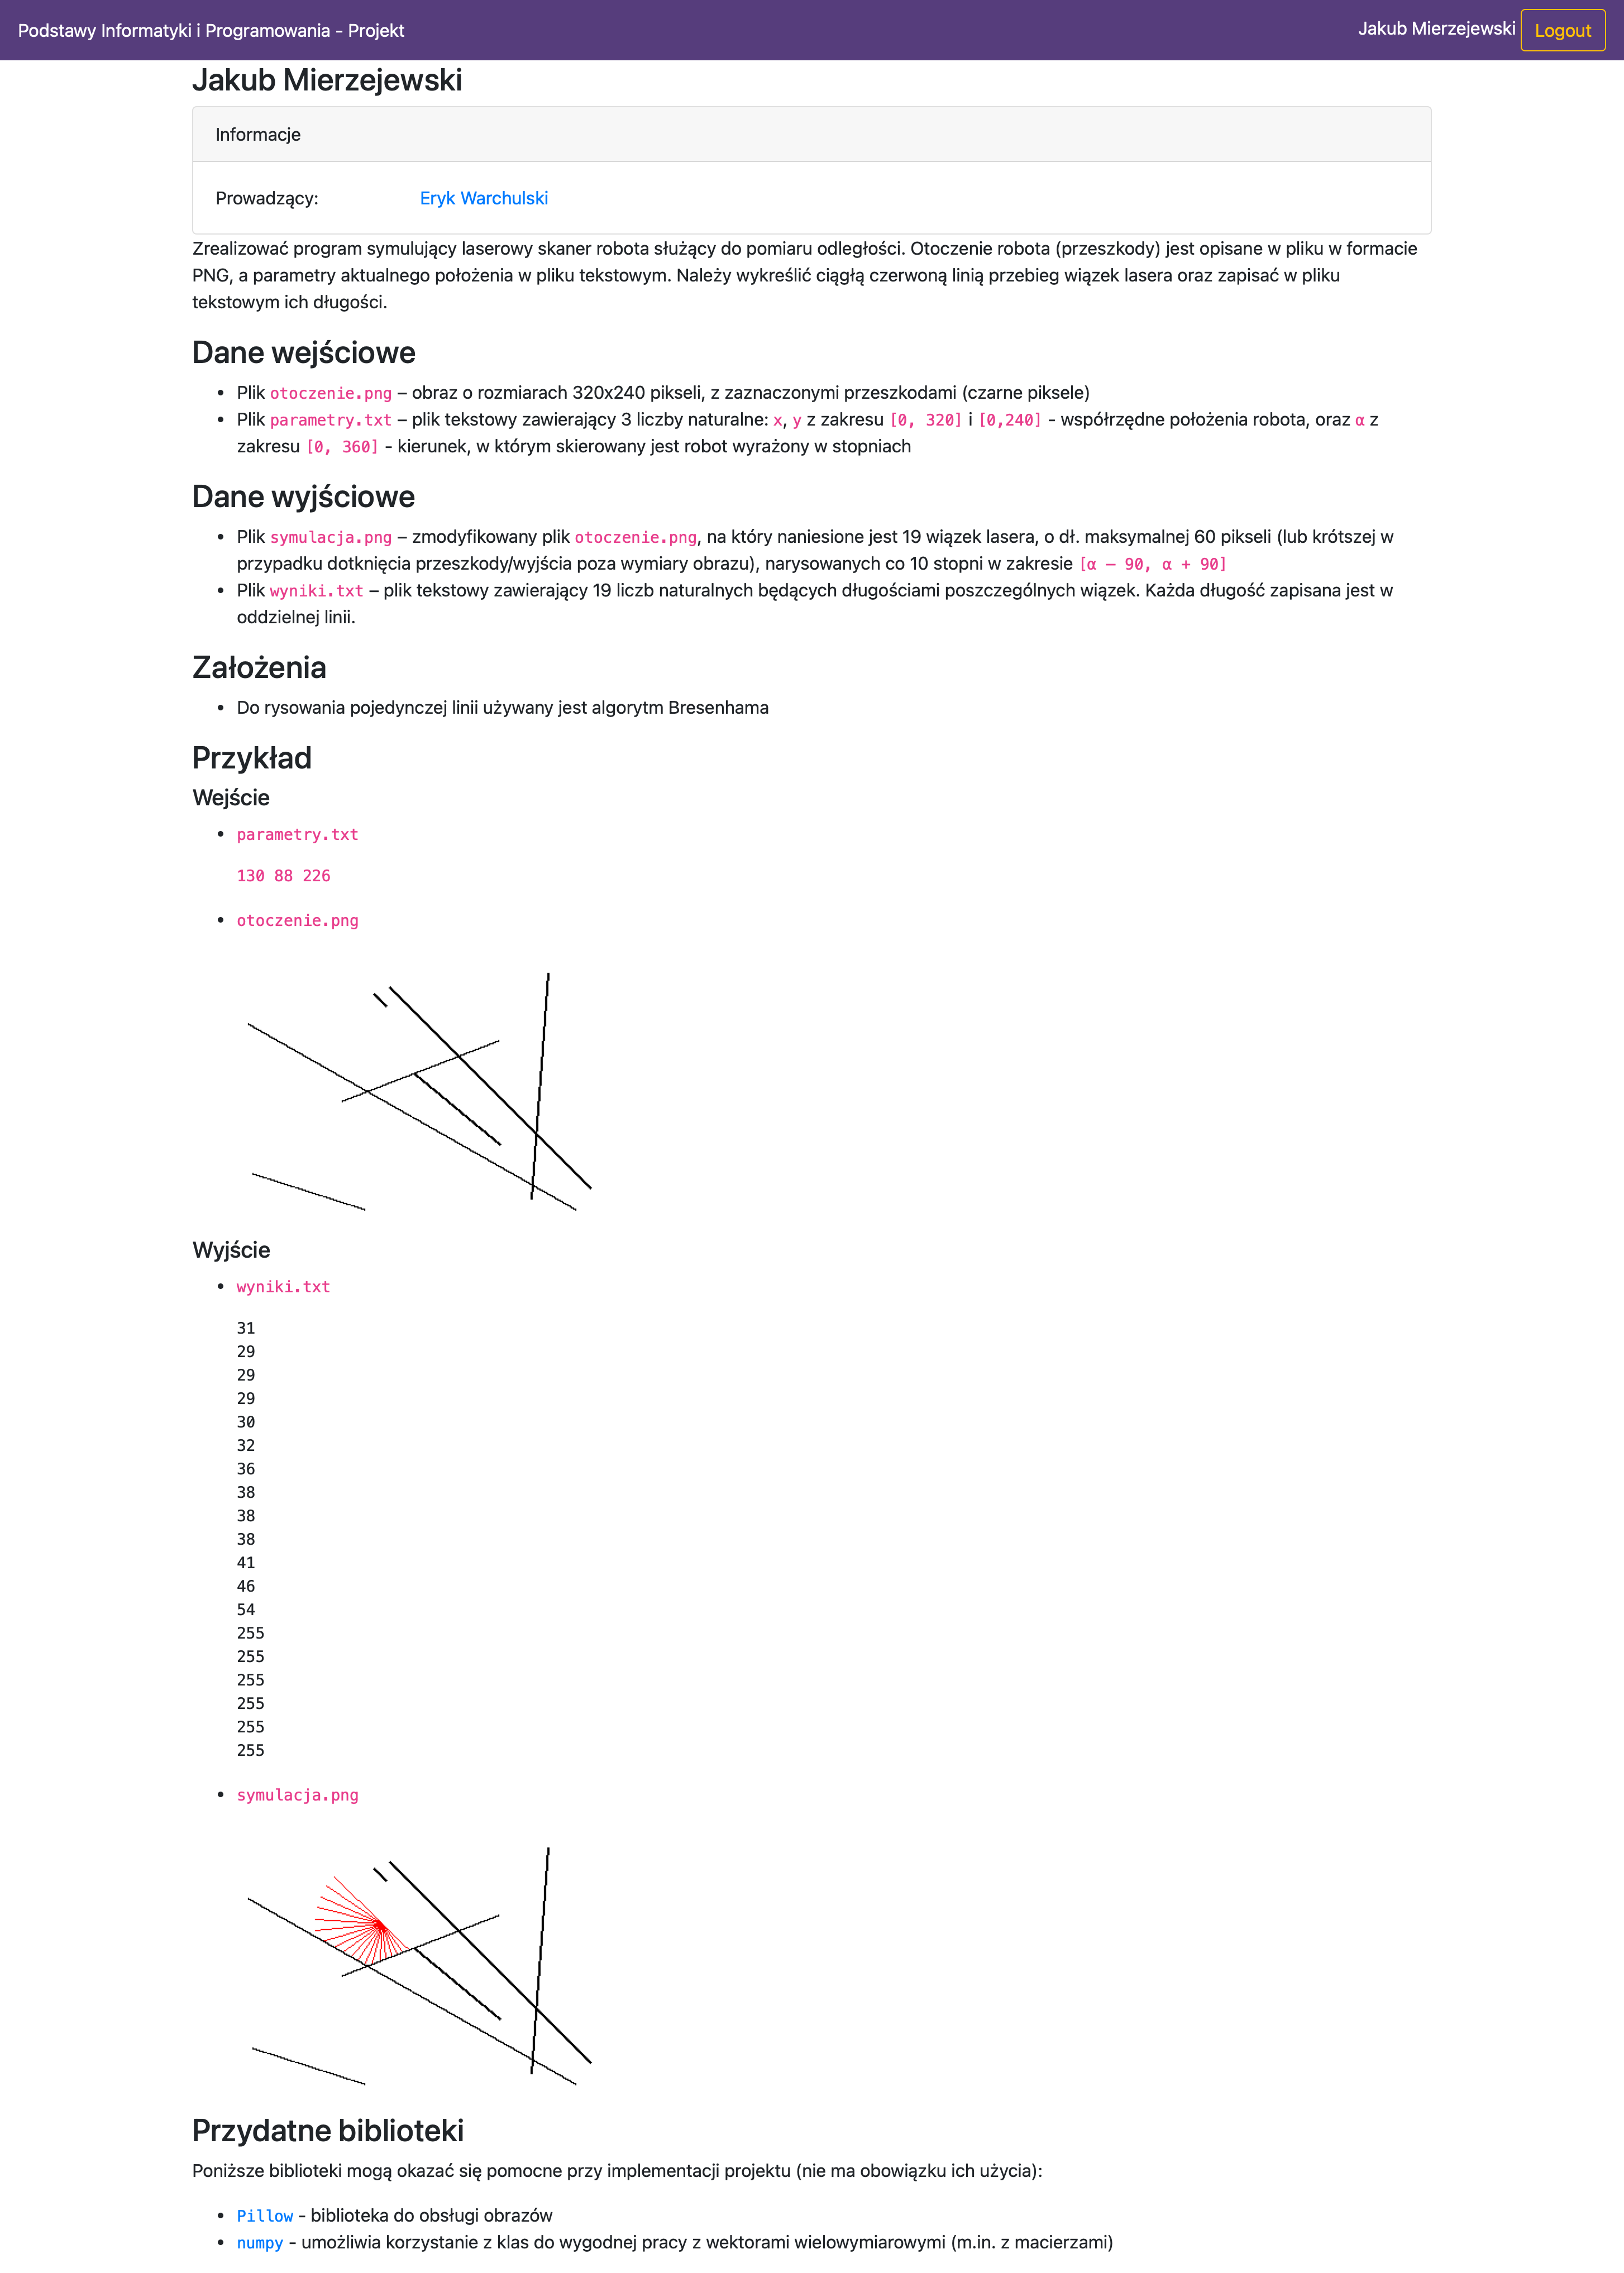 Podstawy Informatyki i Programowania - Projekt
Jakub Mierzejewski Logout
Jakub Mierzejewski
Informacje
Prowadzący: Eryk Warchulski
Zrealizować program symulujący laserowy skaner robota służący do pomiaru odległości. Otoczenie robota (przeszkody) jest opisane w pliku w formacie
PNG, a parametry aktualnego położenia w pliku tekstowym. Należy wykreślić ciągłą czerwoną linią przebieg wiązek lasera oraz zapisać w pliku
tekstowym ich długości.
Dane wejściowe
• Plik otoczenie.png – obraz o rozmiarach 320x240 pikseli, z zaznaczonymi przeszkodami (czarne piksele)
• Plik parametry.txt – plik tekstowy zawierający 3 liczby naturalne: x, y z zakresu [0, 320] i [0,240] - współrzędne położenia robota, oraz α z
zakresu [0, 360] - kierunek, w którym skierowany jest robot wyrażony w stopniach
Dane wyjściowe
• Plik symulacja.png – zmodyfikowany plik otoczenie.png, na który naniesione jest 19 wiązek lasera, o dł. maksymalnej 60 pikseli (lub krótszej w
przypadku dotknięcia przeszkody/wyjścia poza wymiary obrazu), narysowanych co 10 stopni w zakresie [α – 90, α + 90]
• Plik wyniki.txt – plik tekstowy zawierający 19 liczb naturalnych będących długościami poszczególnych wiązek. Każda długość zapisana jest w
oddzielnej linii.
Założenia
• Do rysowania pojedynczej linii używany jest algorytm Bresenhama
Przykład
Wejście
• parametry.txt
130 88 226
• otoczenie.png
Wyjście
• wyniki.txt
31
29
29
29
30
32
36
38
38
38
41
46
54
255
255
255
255
255
255
• symulacja.png
Przydatne biblioteki
Poniższe biblioteki mogą okazać się pomocne przy implementacji projektu (nie ma obowiązku ich użycia):
• Pillow - biblioteka do obsługi obrazów
• numpy - umożliwia korzystanie z klas do wygodnej pracy z wektorami wielowymiarowymi (m.in. z macierzami)